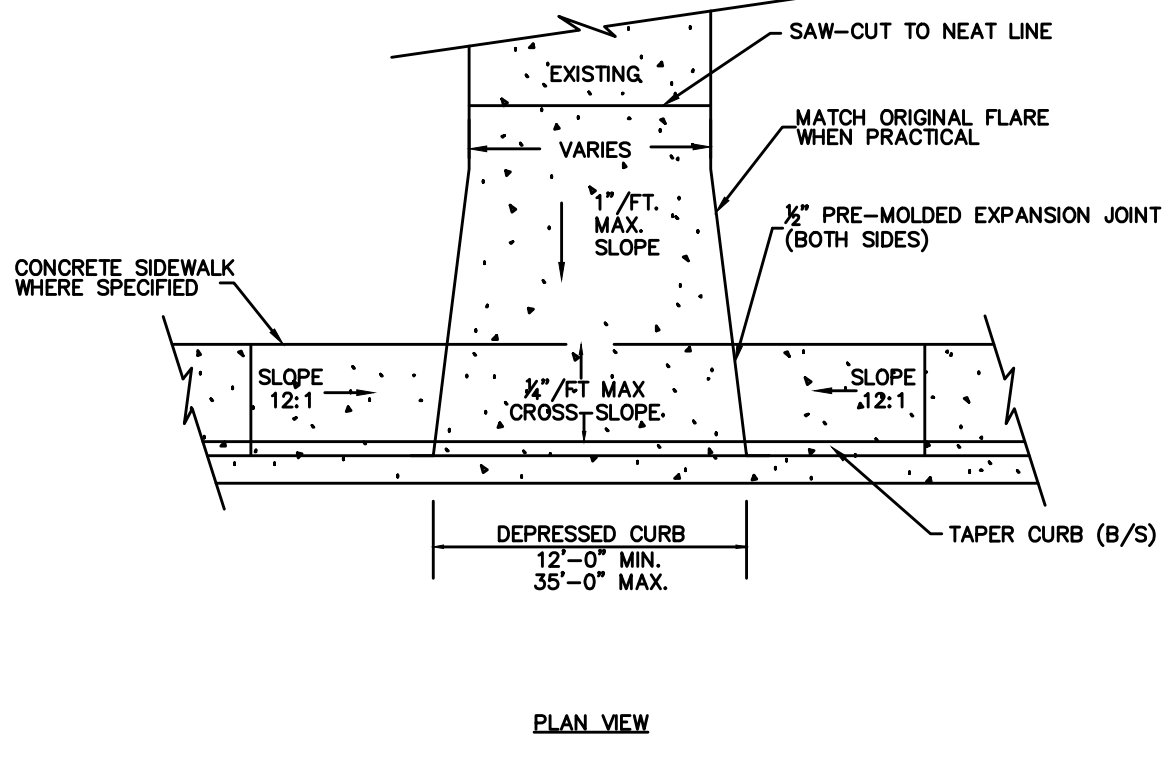 SAW-CUT TO NEAT LINE
EXISTING
MATCH ORIGINAL FLARE
WHEN PRACTICAL
VARIES
1"/FT.
MAX.
SLOPE
½" PRE-MOLDED EXPANSION JOINT
(BOTH SIDES)
CONCRETE SIDEWALK
WHERE SPECIFIED
SLOPE
12:1
¼"/FT MAX
CROSS-SLOPE
SLOPE
12:1
TAPER CURB (B/S)
DEPRESSED CURB
12'-0" MIN.
35'-0" MAX.
PLAN VIEW